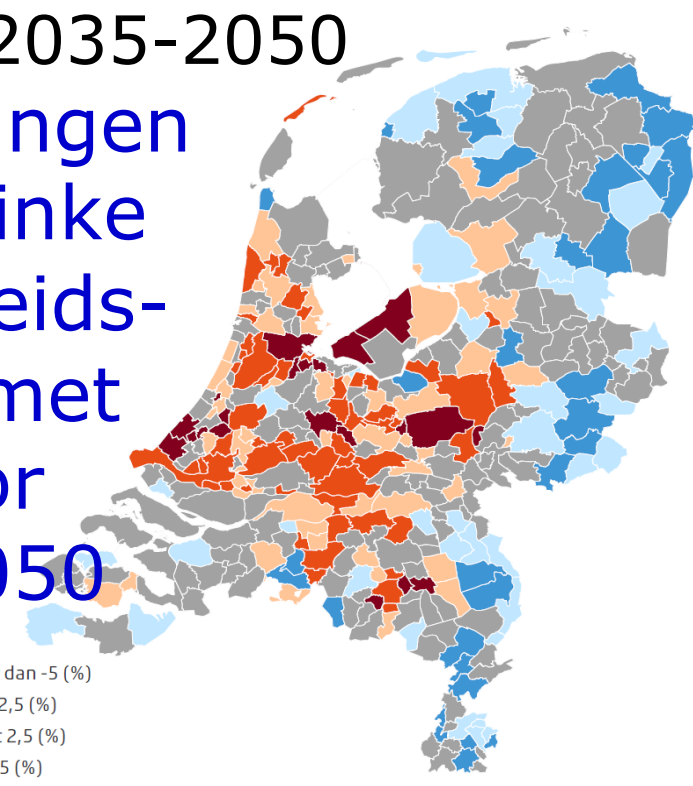 2035-2050
ngen
inke
eids-
met
or
050
dan -5 (%)
2,5 (%)
t 2,5 (%)
5 (%)